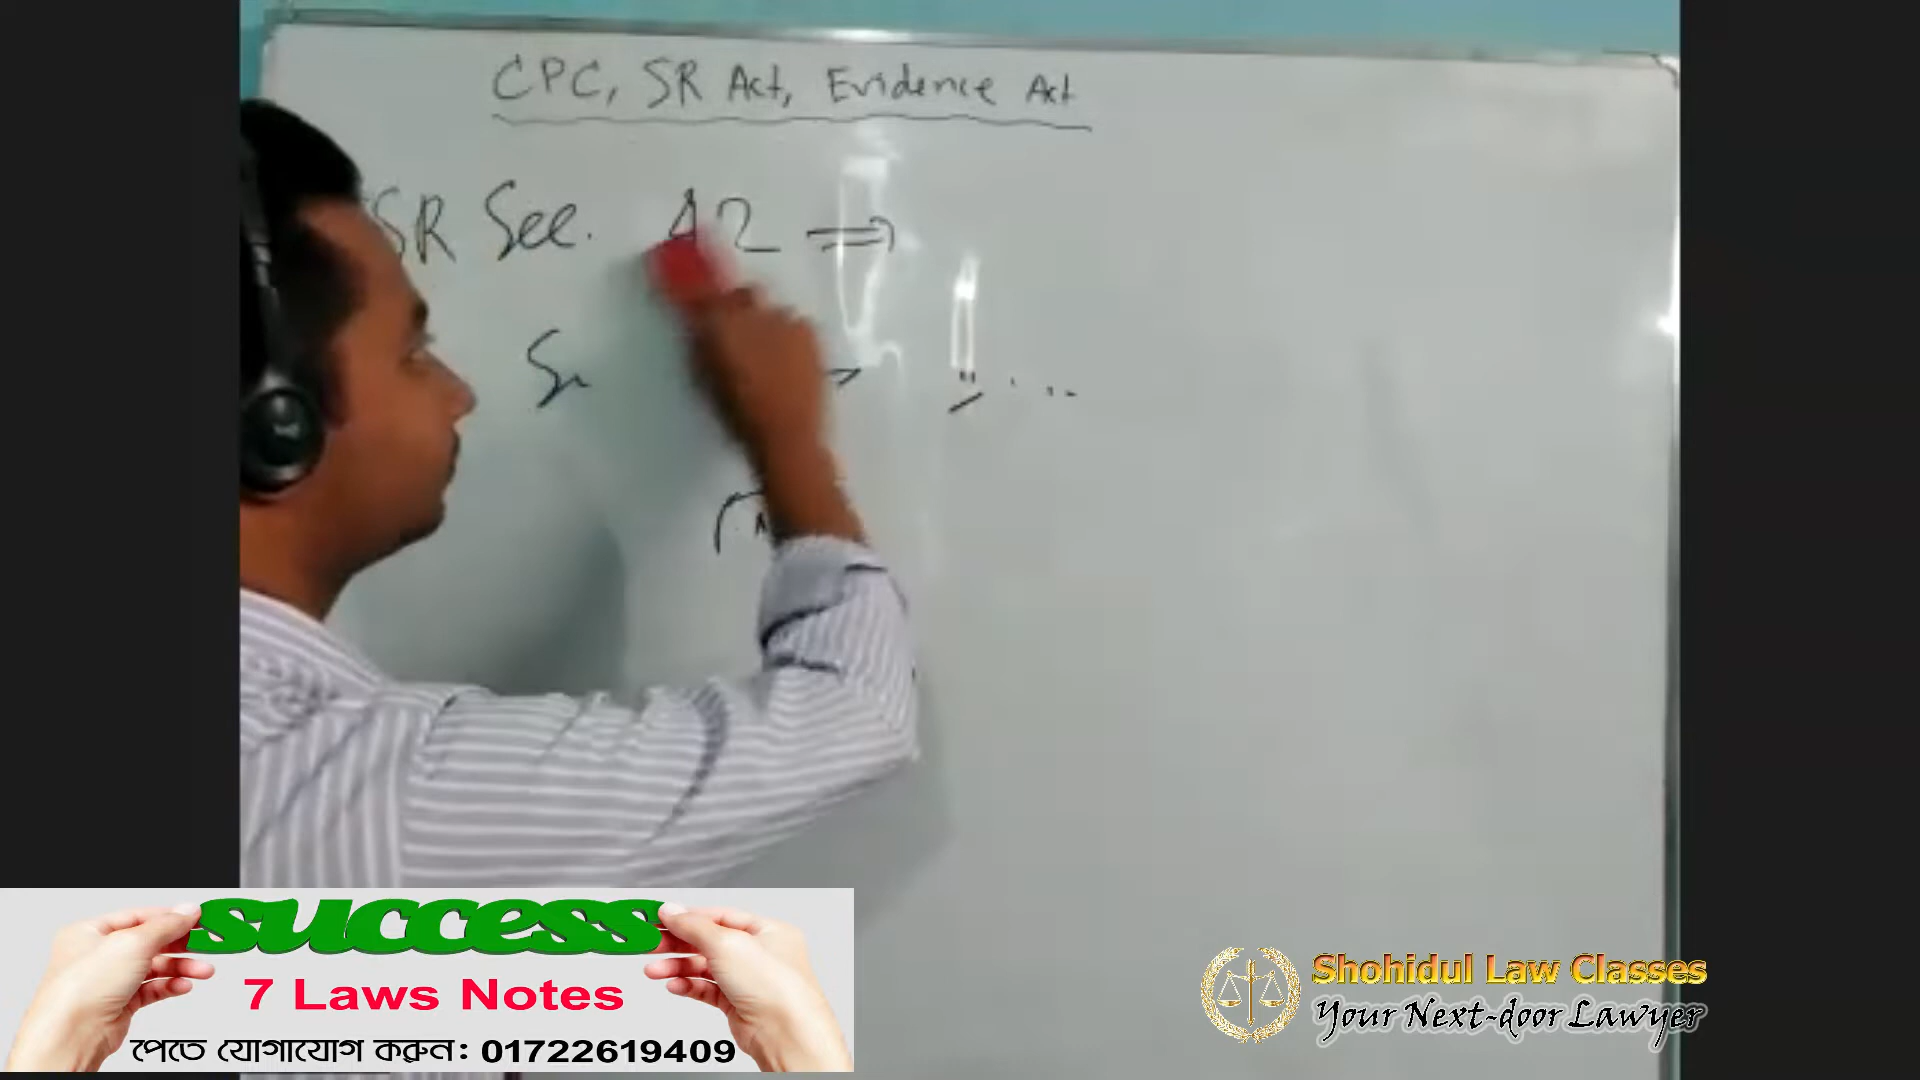 CPC, SR Act, Evidence Act
SR Sec. 42 ⇒
success
7 Laws Notes
পেতে যোগাযোগ করুন: 01722619409
Shohidul Law Classes
Your Next-door Lawyer